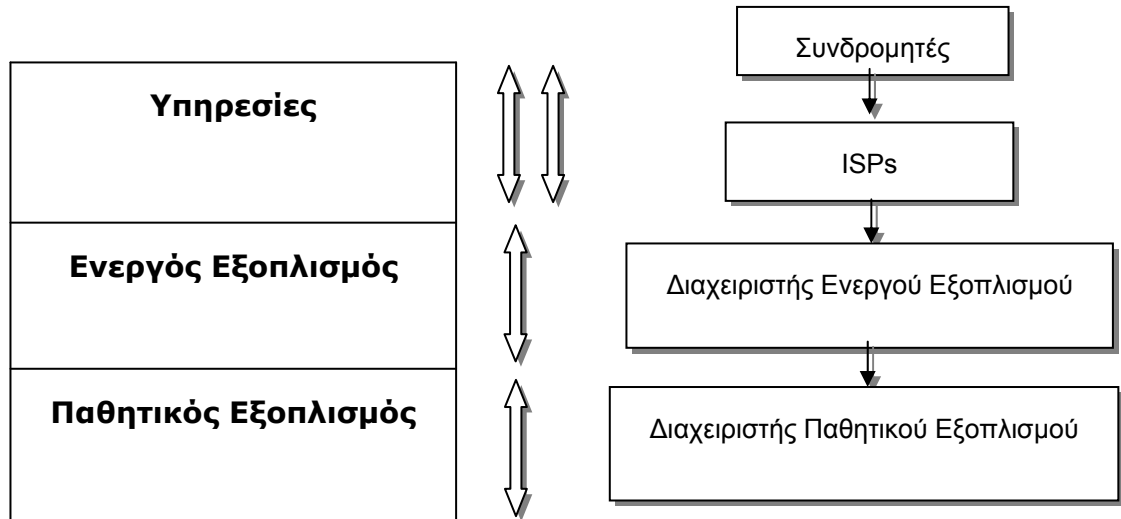 Υπηρεσίες
Ενεργός Εξοπλισμός
Παθητικός Εξοπλισμός
Συνδρομητές
ISPs
Διαχειριστής Ενεργού Εξοπλισμού
Διαχειριστής Παθητικού Εξοπλισμού